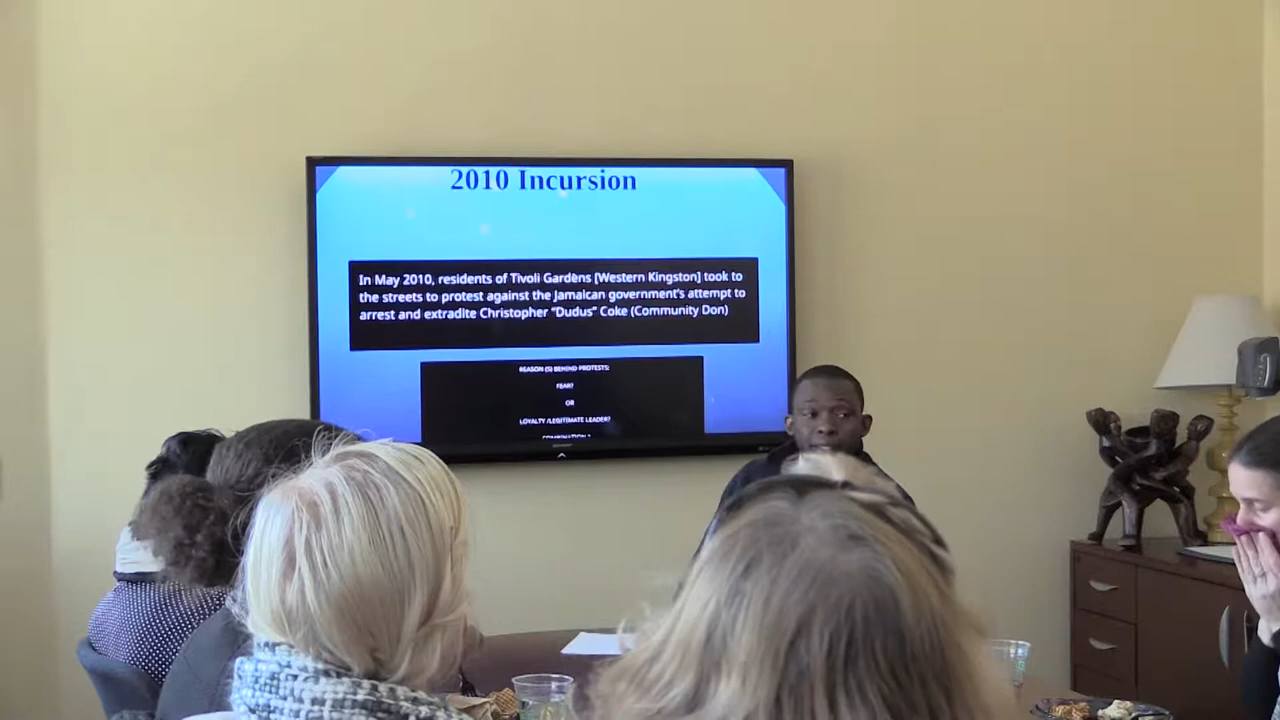 2010 Incursion
In May 2010, residents of Tivoli Gardens [Western Kingston] took to
the streets to protest against the Jamaican government's attempt to
arrest and extradite Christopher "Dudus" Coke (Community Don)
REASON (S) BEHIND PROTESTS:
FEAR?
OR
LOYALTY /LEGITIMATE LEADER?
COMBINATION ?